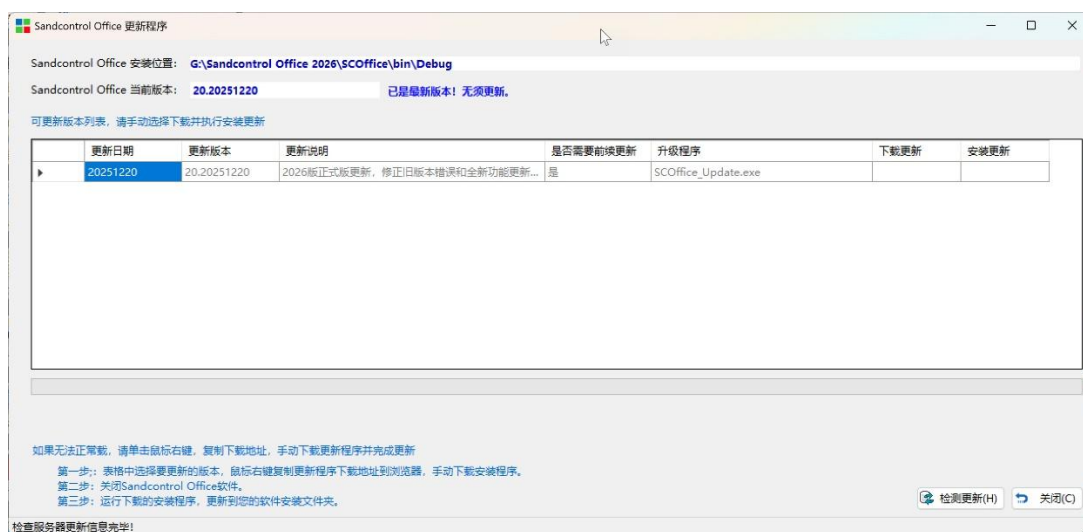 Sandcontrol Office 更新程序
Sandcontrol Office 安装位置： G:\Sandcontrol Office 2026\SCOffice\bin\Debug
Sandcontrol Office 当前版本： 20.20251220 已是最新版本！无须更新。
可更新版本列表，请手动选择下载并执行安装更新
更新日期 更新版本 更新说明 是否需要前续更新 升级程序 下载更新 安装更新
20251220 20.20251220 2026版正式版更新，修正旧版本错误和全新功能更新... 是 SCOffice_Update.exe
如果无法正常载，请单击鼠标右键，复制下载地址，手动下载更新程序并完成更新
第一步:：表格中选择要更新的版本，鼠标右键复制更新程序下载地址到浏览器，手动下载安装程序。
第二步：关闭Sandcontrol Office软件。
第三步：运行下载的安装程序，更新到您的软件安装文件夹。
检测更新(H) 关闭(C)
检查服务器更新信息完毕!